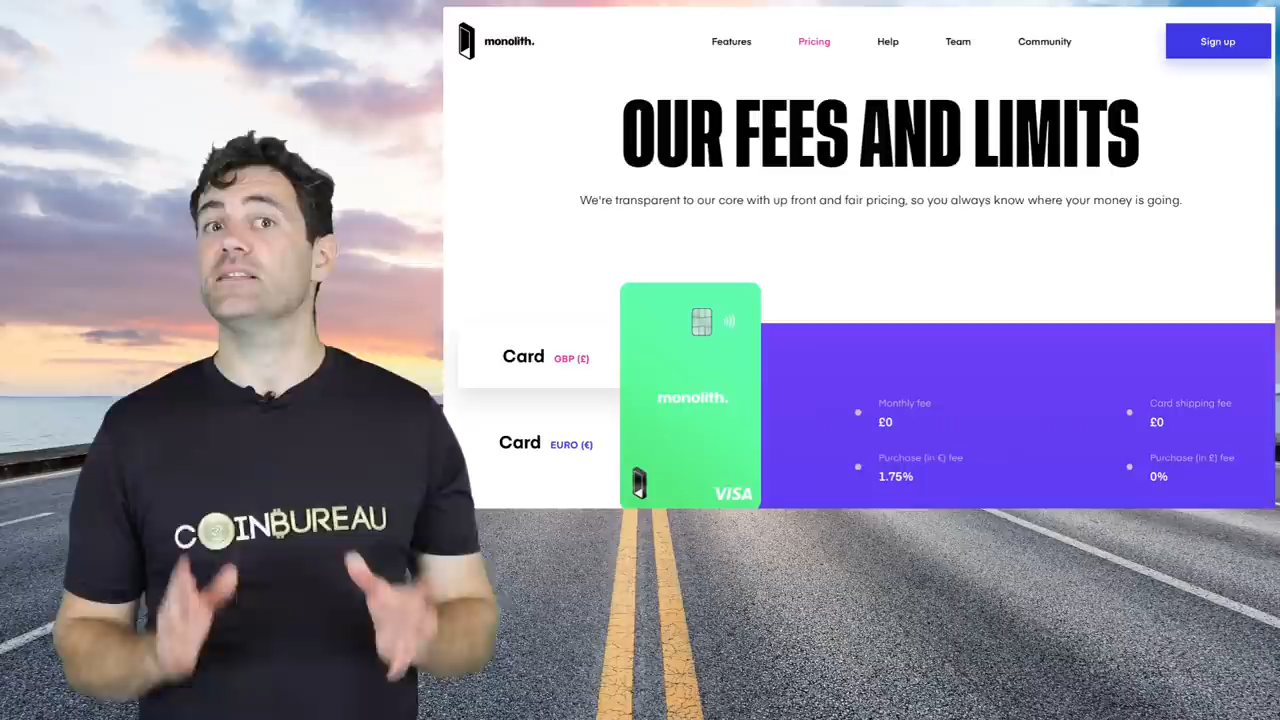 monolith.
Features
Pricing
Help
Team
Community
Sign up
OUR FEES AND LIMITS
We're transparent to our core with up front and fair pricing, so you always know where your money is going.
Card GBP (£)
Card EURO (€)
monolith.
VISA
Monthly fee
£0
Card shipping fee
£0
Purchase (in €) fee
1.75%
Purchase (in £) fee
0%
COINBUREAU